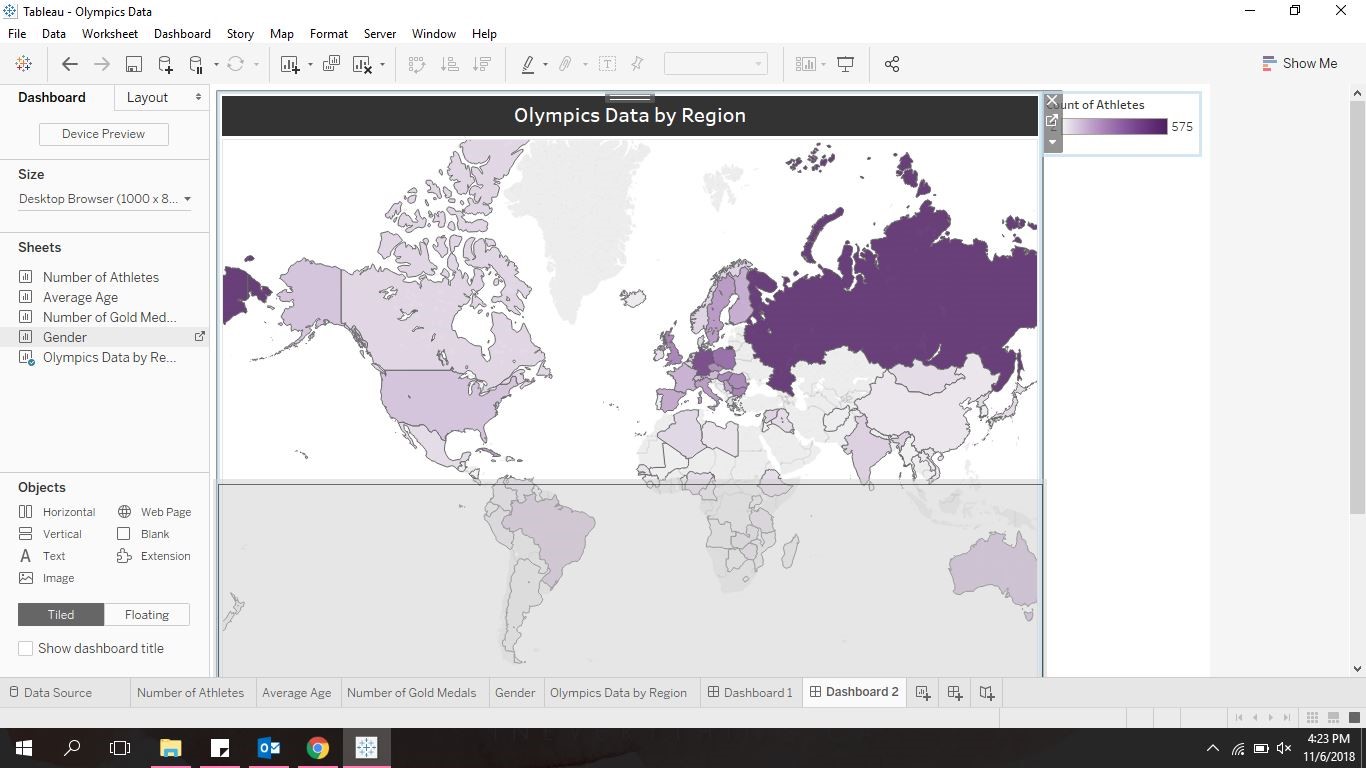 Tableau - Olympics Data
File Data Worksheet Dashboard Story Map Format Server Window Help
Show Me
Dashboard Layout
Device Preview
Size
Desktop Browser (1000 x 8...
Sheets
Number of Athletes
Average Age
Number of Gold Med...
Gender
Olympics Data by Re...
Objects
Horizontal Web Page
Vertical Blank
Text Extension
Image
Tiled Floating
Show dashboard title
Olympics Data by Region
ount of Athletes
575
Data Source Number of Athletes Average Age Number of Gold Medals Gender Olympics Data by Region Dashboard 1 Dashboard 2
4:23 PM
11/6/2018